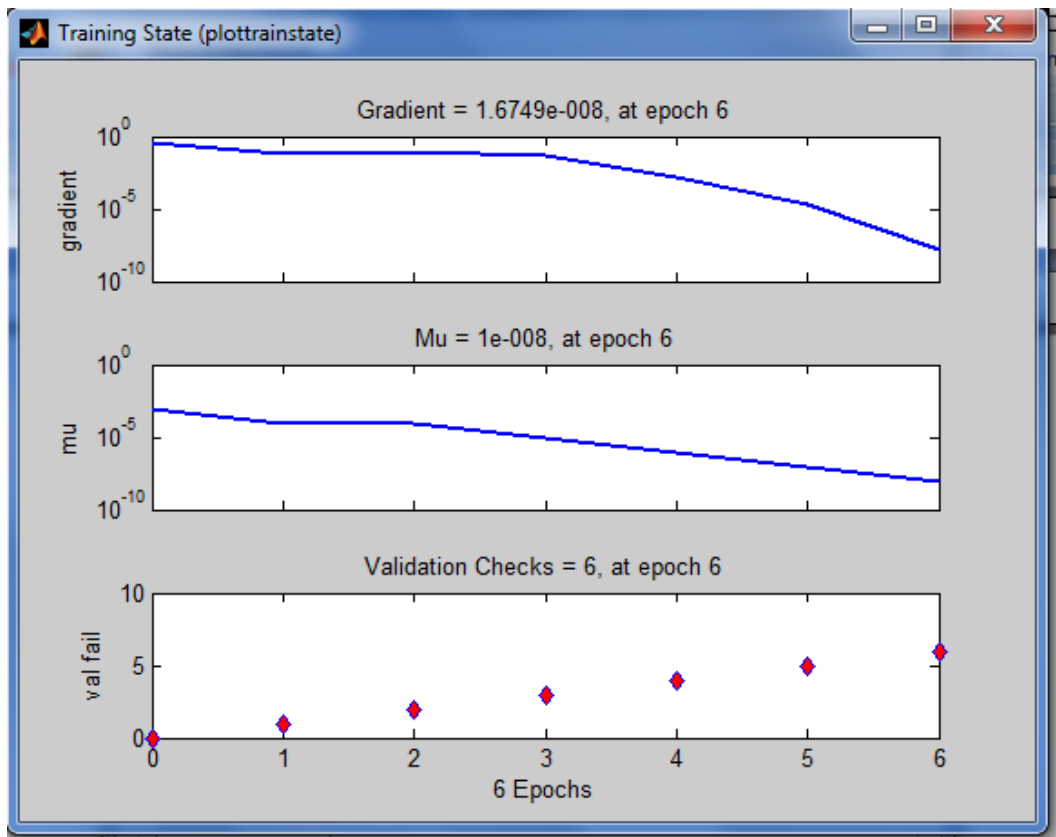 Training State (plottrainstate)
Gradient = 1.6749e-008, at epoch 6
10^0
10^-5
10^-10
gradient
Mu = 1e-008, at epoch 6
10^0
10^-5
10^-10
mu
Validation Checks = 6, at epoch 6
10
5
0
val fail
0 1 2 3 4 5 6
6 Epochs